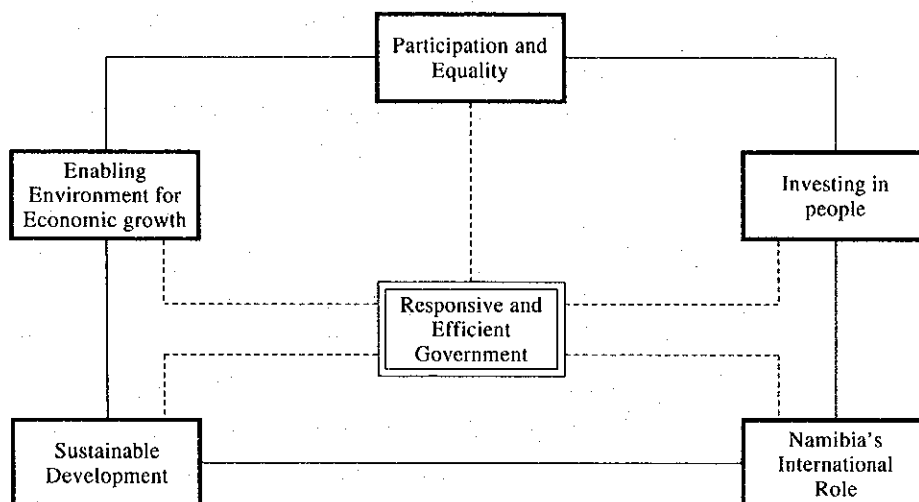 Participation and
Equality
Enabling
Environment for
Economic growth
Investing in
people
Responsive and
Efficient
Government
Sustainable
Development
Namibia's
International
Role